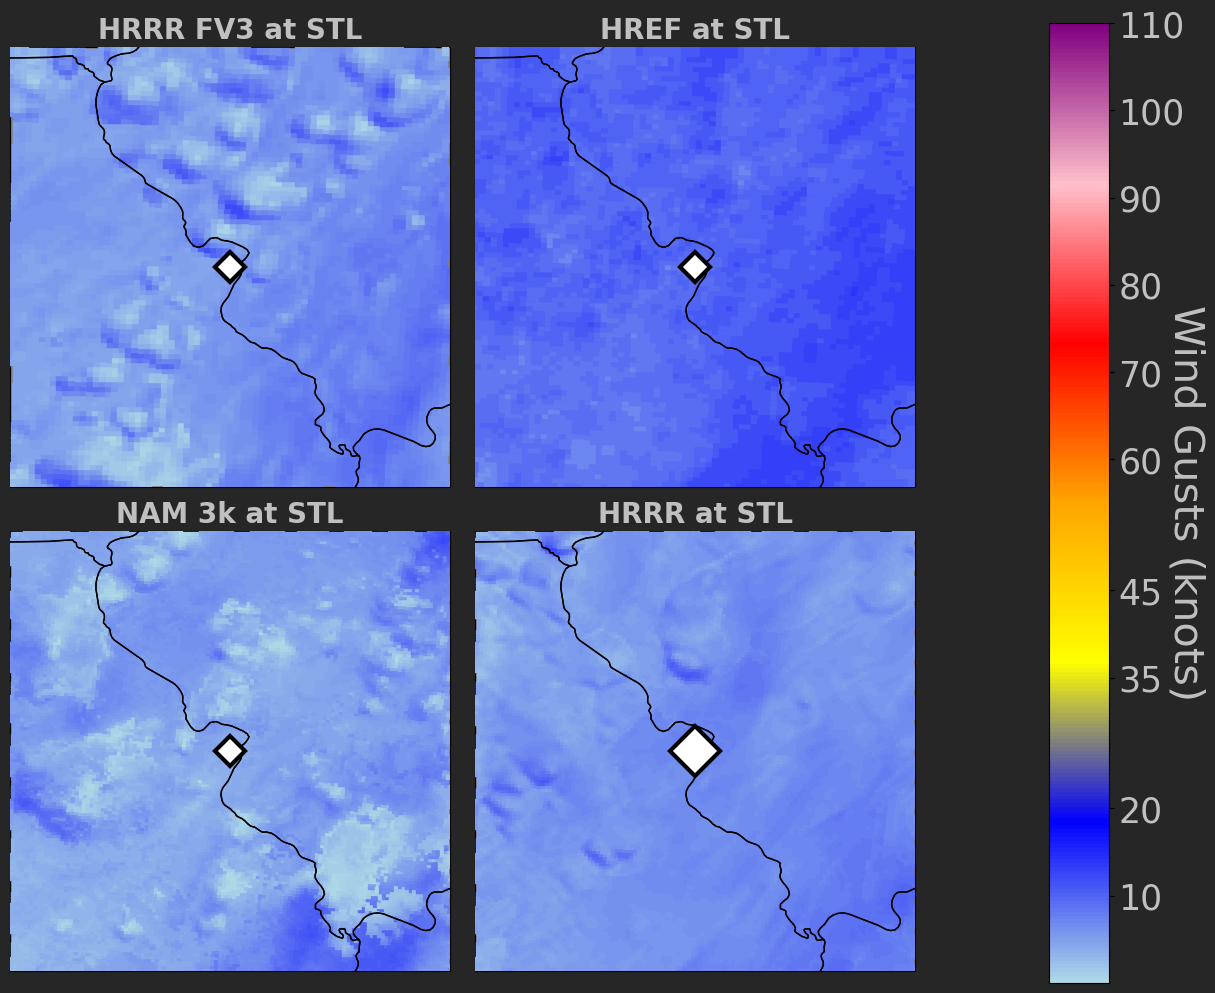 HRRR FV3 at STL
HREF at STL
NAM 3k at STL
HRRR at STL
110
100
90
80
70
60
45
35
20
10
Wind Gusts (knots)